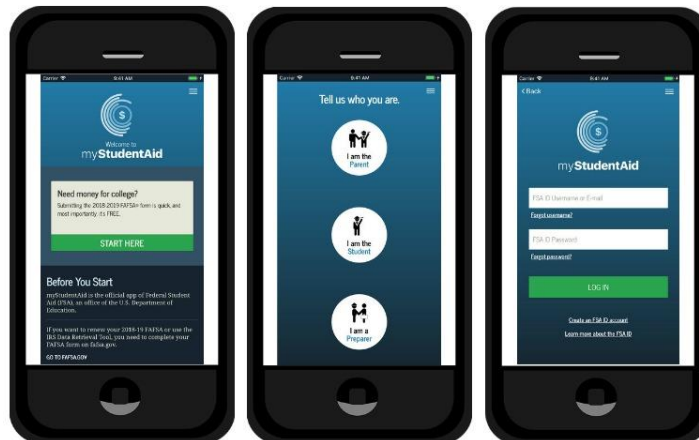 Carrier 9:41 AM
Welcome to
myStudentAid
Need money for college?
Submitting the 2018-2019 FAFSA® form is quick, and
most importantly, it's FREE.
START HERE
Before You Start
myStudentAid is the official app of Federal Student
Aid (FSA), an office of the U.S. Department of
Education.
If you want to renew your 2018-19 FAFSA or use the
IRS Data Retrieval Tool, you need to complete your
FAFSA form on fafsa.gov.
GO TO FAFSA.GOV
Carrier 9:41 AM
Tell us who you are.
I am the
Parent
I am the
Student
I am a
Preparer
Carrier 9:41 AM
< Back
$
myStudentAid
FSA ID Username or E-mail
Forgot username?
FSA ID Password
Forgot password?
LOG IN
Create an FSA ID account
Learn more about the FSA ID